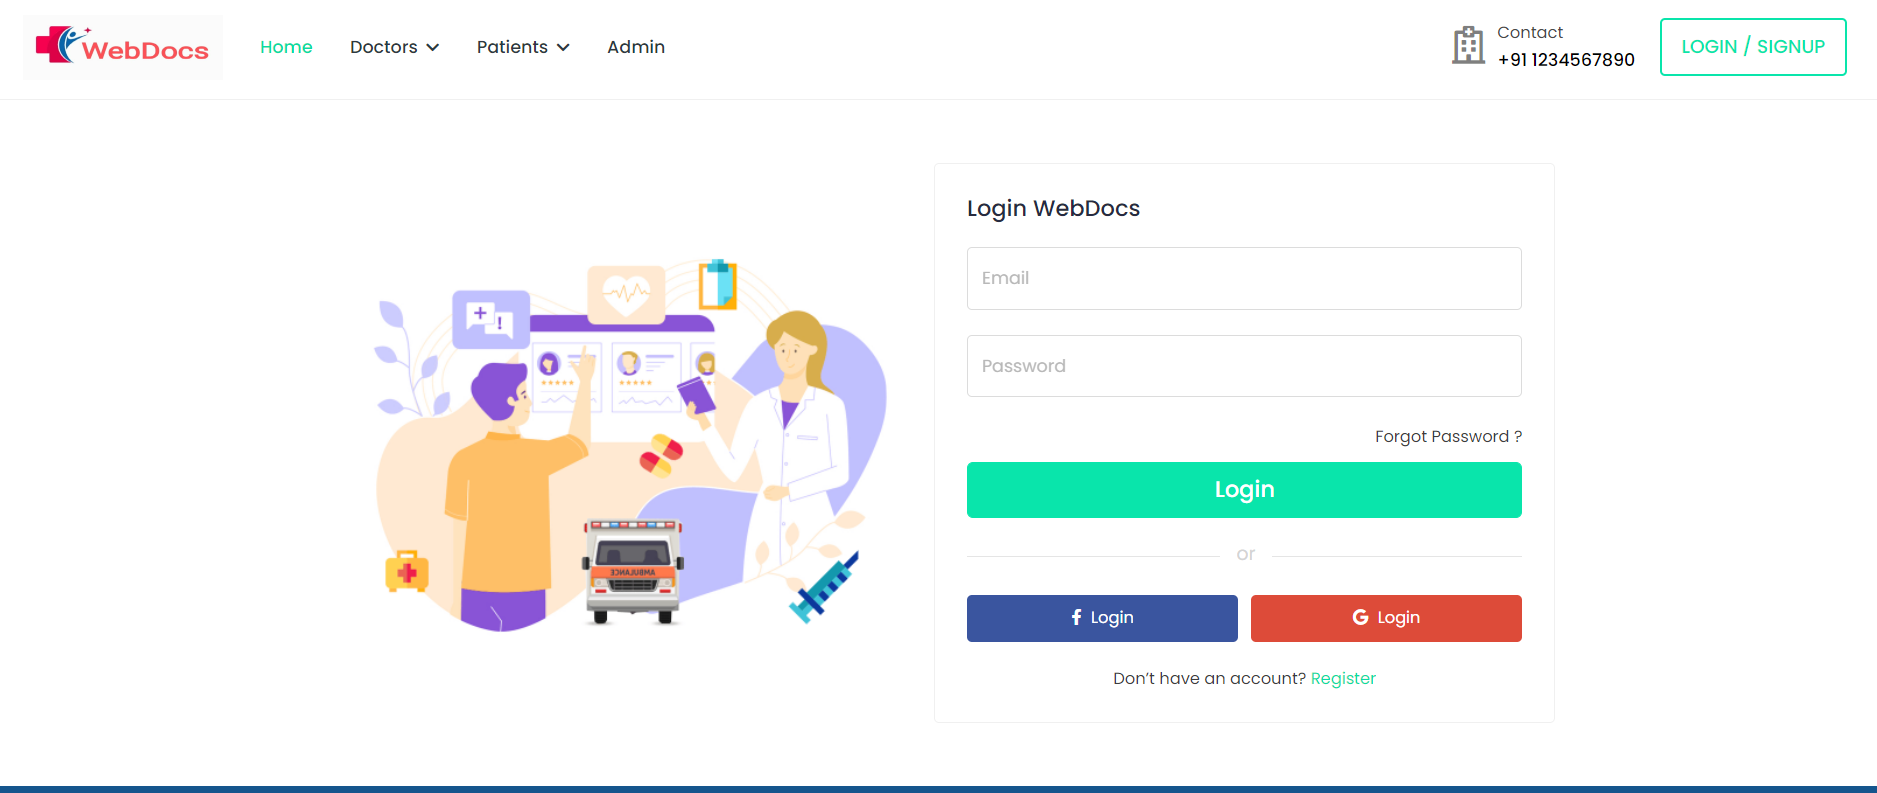 WebDocs
Home Doctors Patients Admin
Contact
+91 1234567890
LOGIN / SIGNUP
Login WebDocs
Email
Password
Forgot Password ?
Login
or
Login
Login
Don't have an account? Register
AMBULANCE